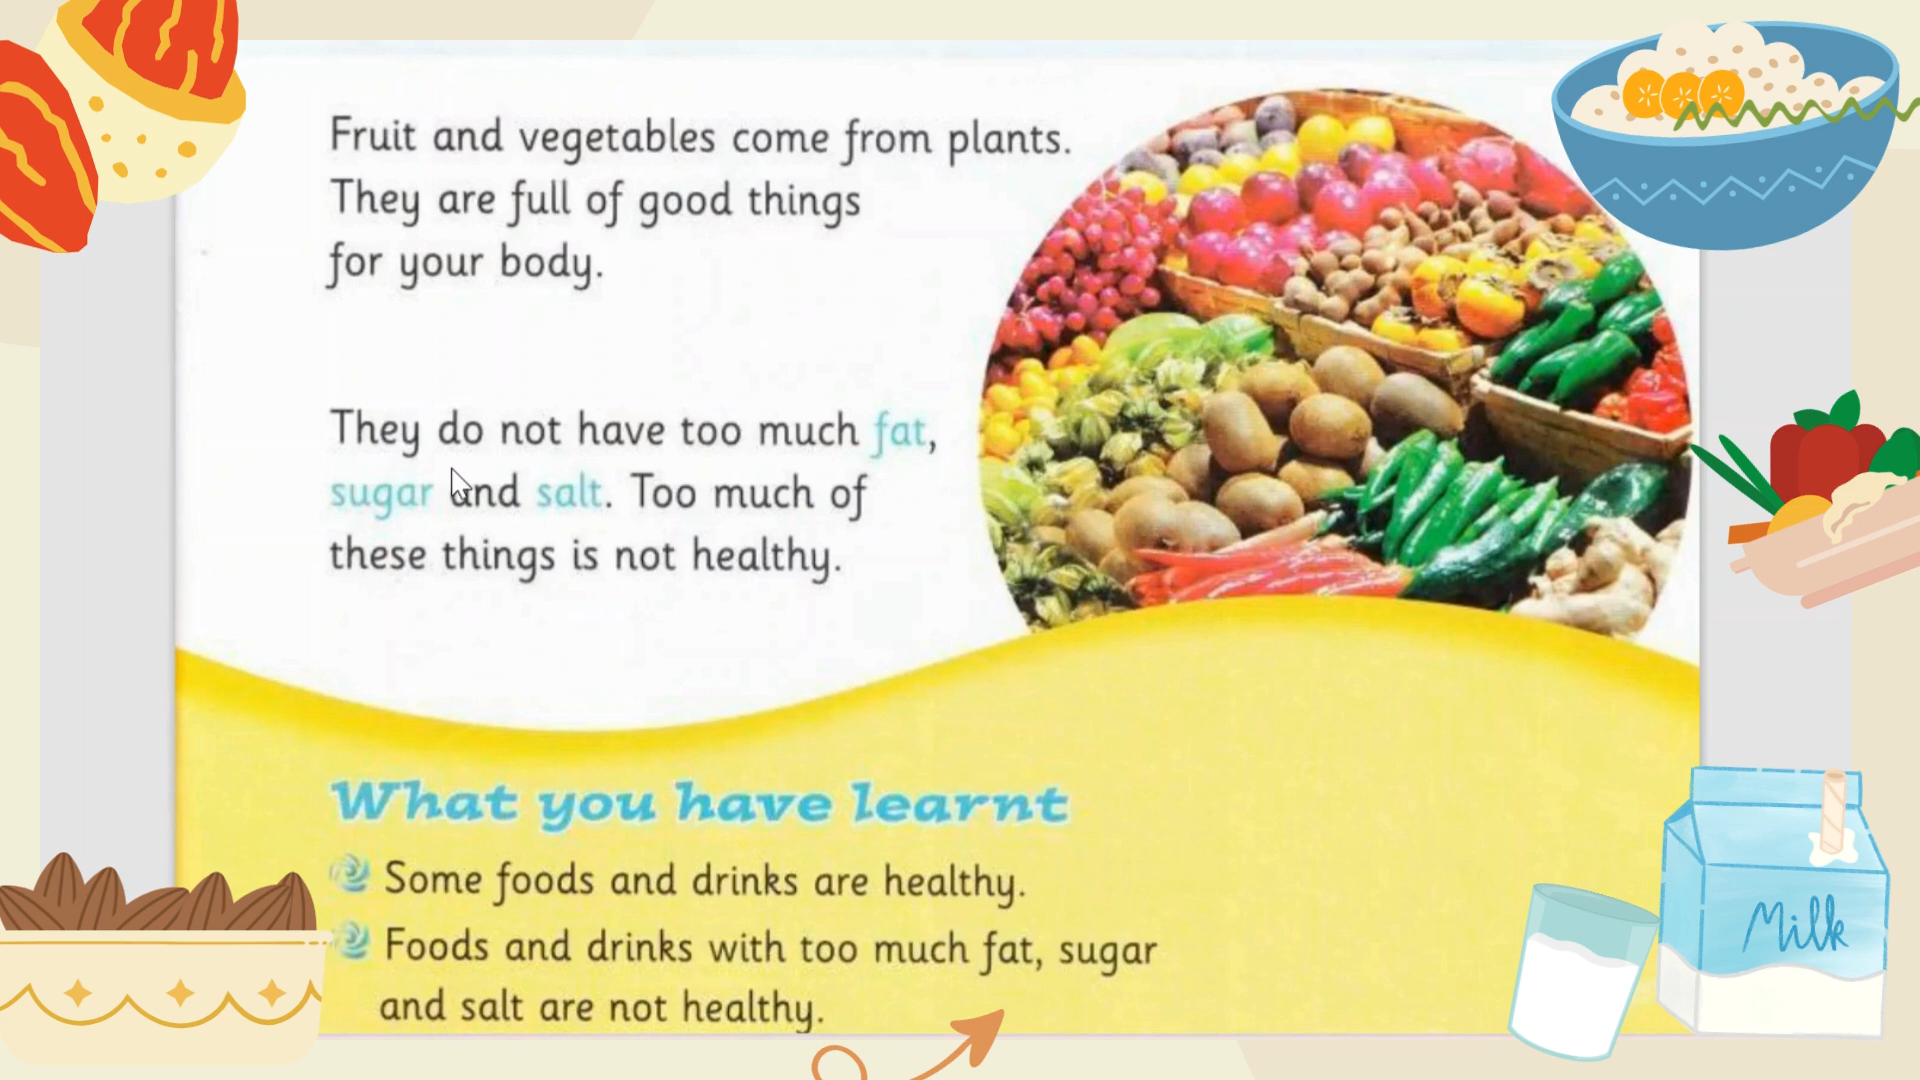 Fruit and vegetables come from plants.
They are full of good things
for your body.
They do not have too much fat,
sugar and salt. Too much of
these things is not healthy.
What you have learnt
Some foods and drinks are healthy.
Foods and drinks with too much fat, sugar
and salt are not healthy.
Milk